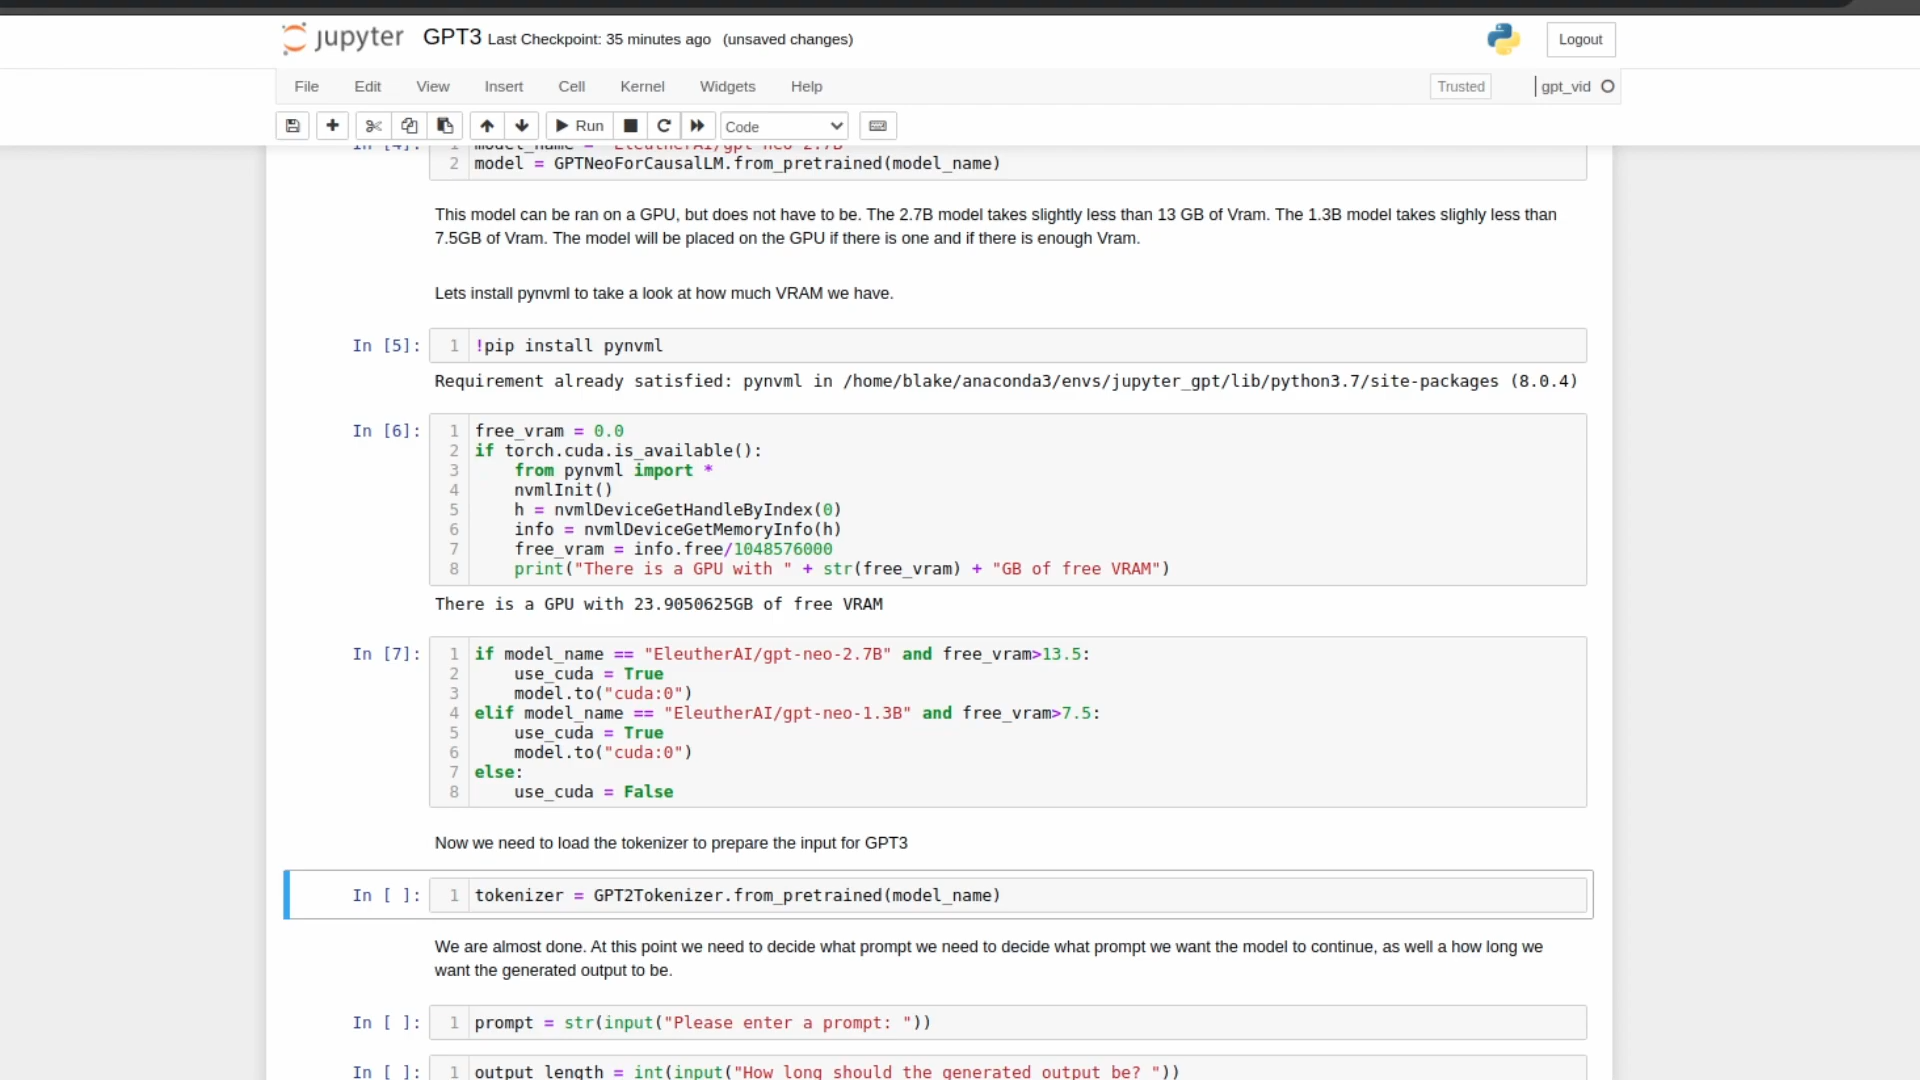 jupyter GPT3 Last Checkpoint: 35 minutes ago (unsaved changes) Logout
File Edit View Insert Cell Kernel Widgets Help Trusted gpt_vid
Run Code
In [4]: 1 model_name = "EleutherAI/gpt-neo-2.7B"
2 model = GPTNeoForCausalLM.from_pretrained(model_name)
This model can be ran on a GPU, but does not have to be. The 2.7B model takes slightly less than 13 GB of Vram. The 1.3B model takes slighly less than
7.5GB of Vram. The model will be placed on the GPU if there is one and if there is enough Vram.
Lets install pynvml to take a look at how much VRAM we have.
In [5]: 1 !pip install pynvml
Requirement already satisfied: pynvml in /home/blake/anaconda3/envs/jupyter_gpt/lib/python3.7/site-packages (8.0.4)
In [6]: 1 free_vram = 0.0
2 if torch.cuda.is_available():
3     from pynvml import *
4     nvmlInit()
5     h = nvmlDeviceGetHandleByIndex(0)
6     info = nvmlDeviceGetMemoryInfo(h)
7     free_vram = info.free/1048576000
8     print("There is a GPU with " + str(free_vram) + "GB of free VRAM")
There is a GPU with 23.9050625GB of free VRAM
In [7]: 1 if model_name == "EleutherAI/gpt-neo-2.7B" and free_vram>13.5:
2     use_cuda = True
3     model.to("cuda:0")
4 elif model_name == "EleutherAI/gpt-neo-1.3B" and free_vram>7.5:
5     use_cuda = True
6     model.to("cuda:0")
7 else:
8     use_cuda = False
Now we need to load the tokenizer to prepare the input for GPT3
In [ ]: 1 tokenizer = GPT2Tokenizer.from_pretrained(model_name)
We are almost done. At this point we need to decide what prompt we need to decide what prompt we want the model to continue, as well a how long we
want the generated output to be.
In [ ]: 1 prompt = str(input("Please enter a prompt: "))
In [ ]: 1 output_length = int(input("How long should the generated output be? "))